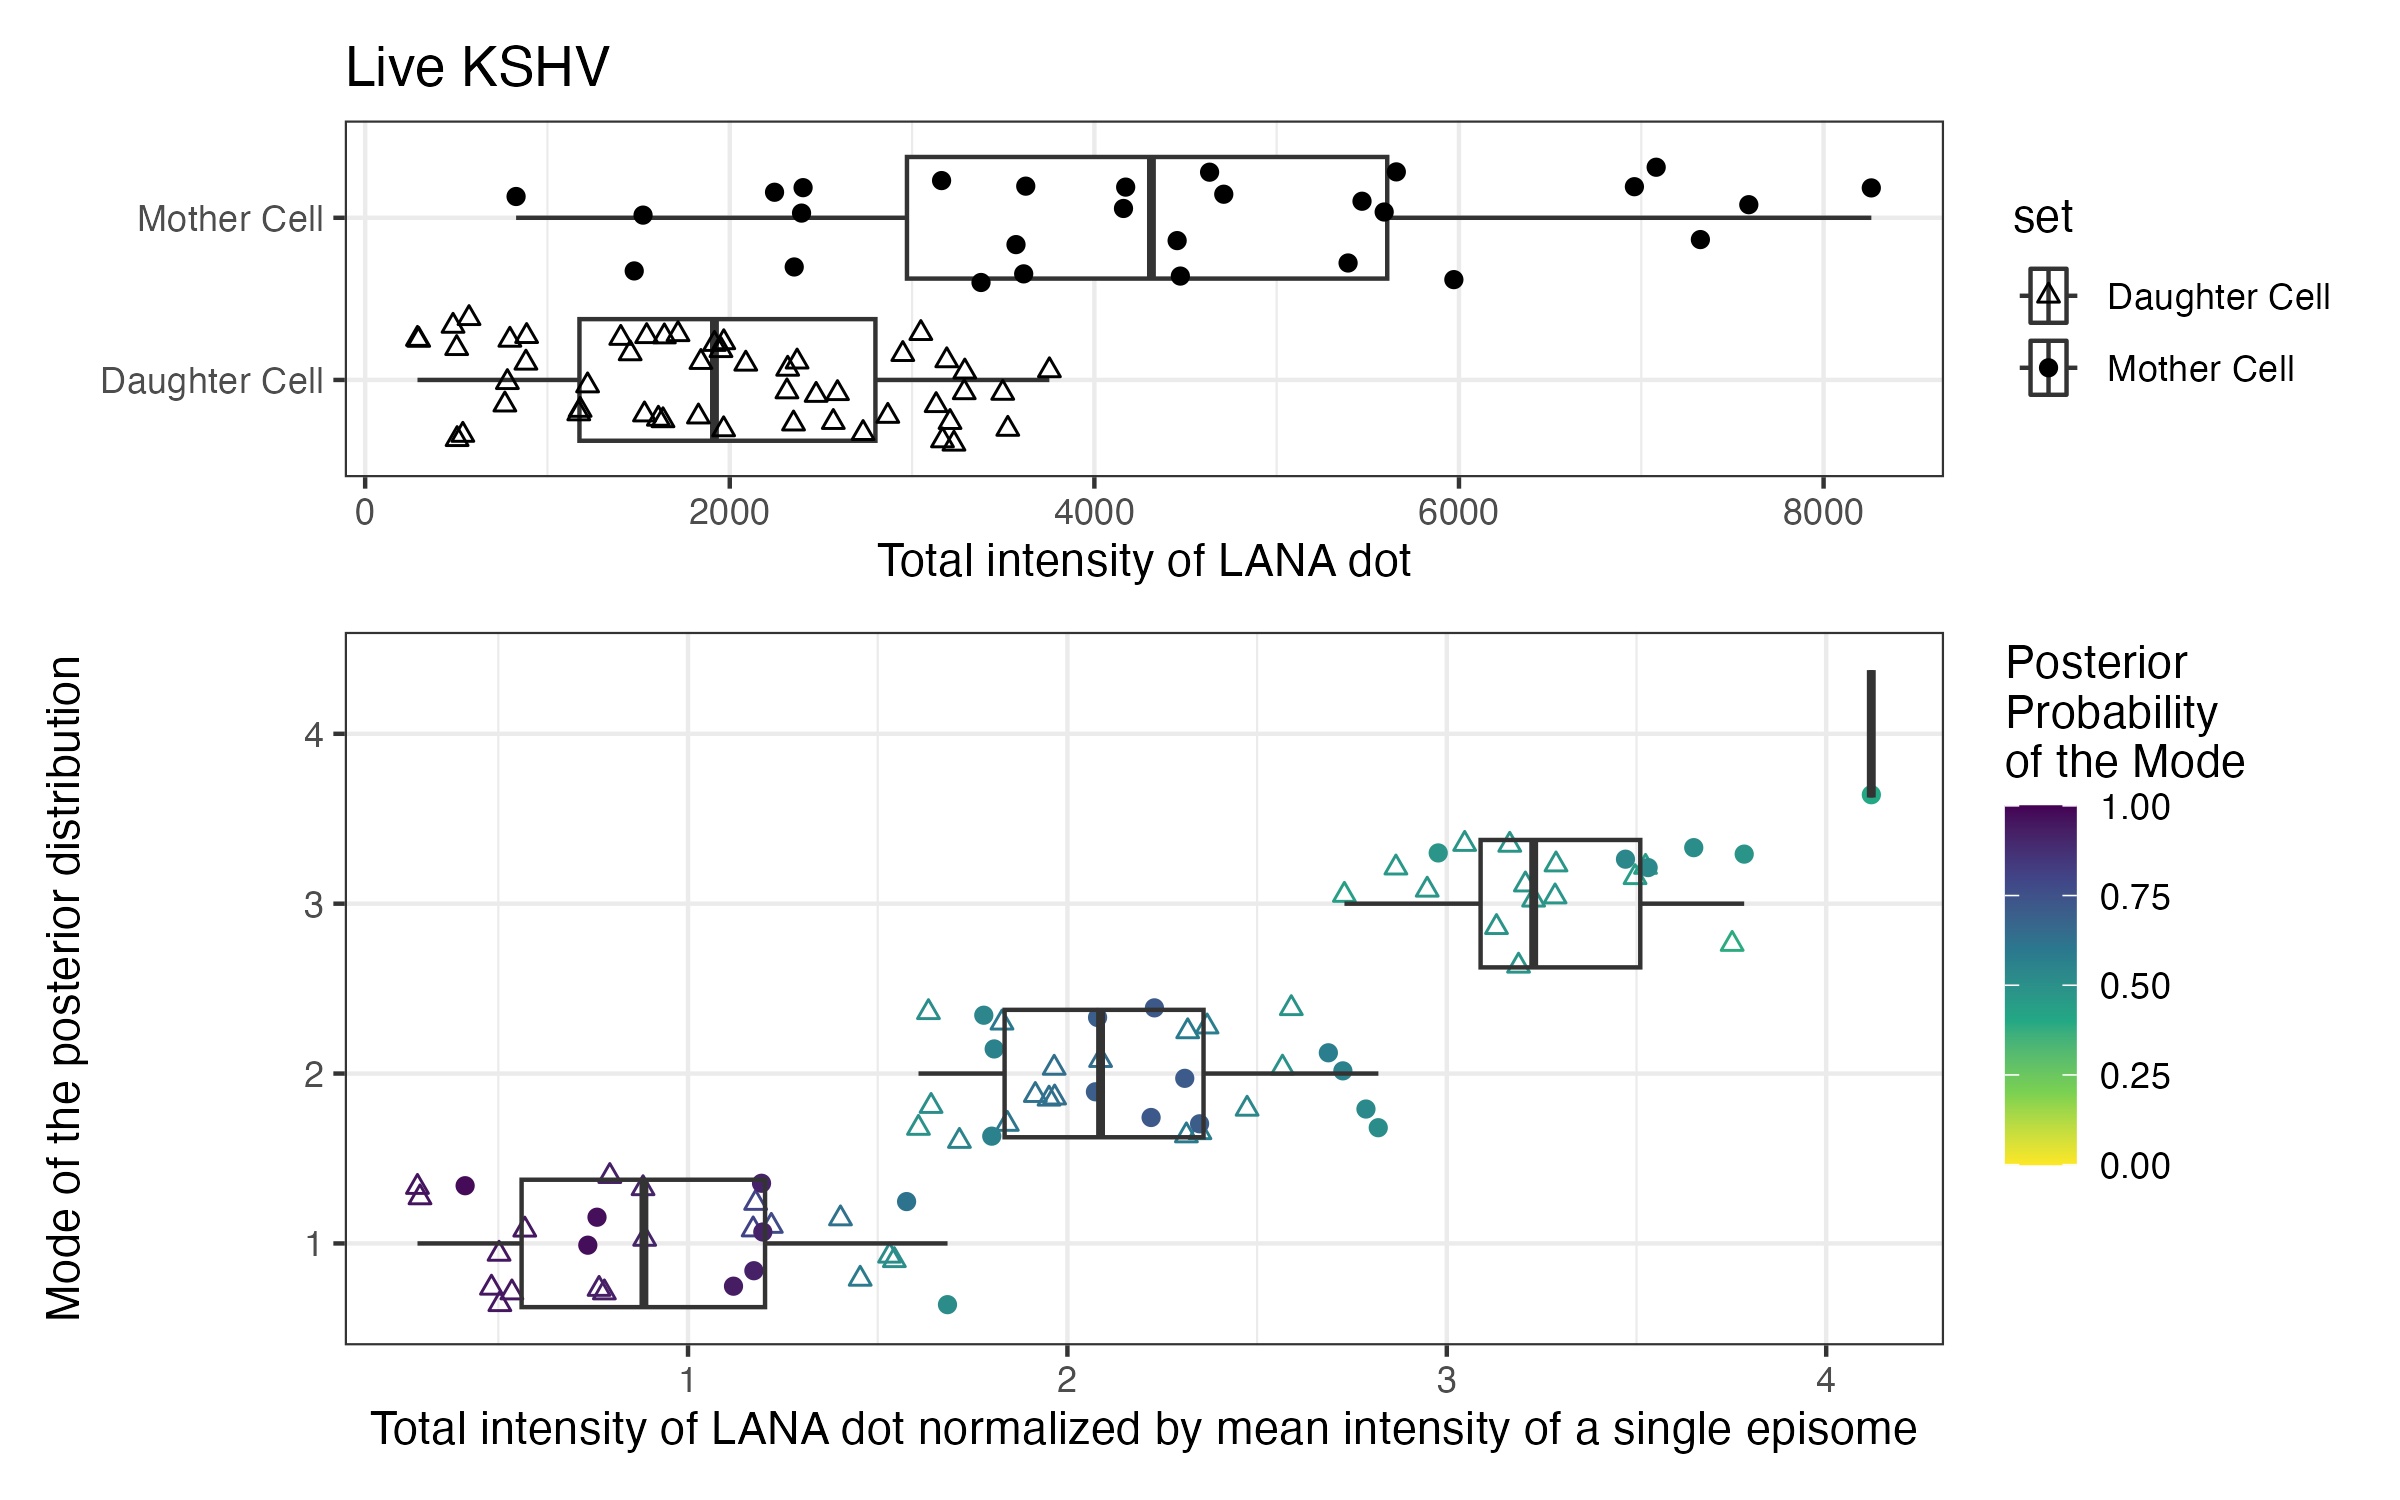 Live KSHV
Mother Cell
Daughter Cell
0 2000 4000 6000 8000
Total intensity of LANA dot
set
Daughter Cell
Mother Cell
Mode of the posterior distribution
4
3
2
1
1 2 3 4
Total intensity of LANA dot normalized by mean intensity of a single episome
Posterior
Probability
of the Mode
1.00
0.75
0.50
0.25
0.00